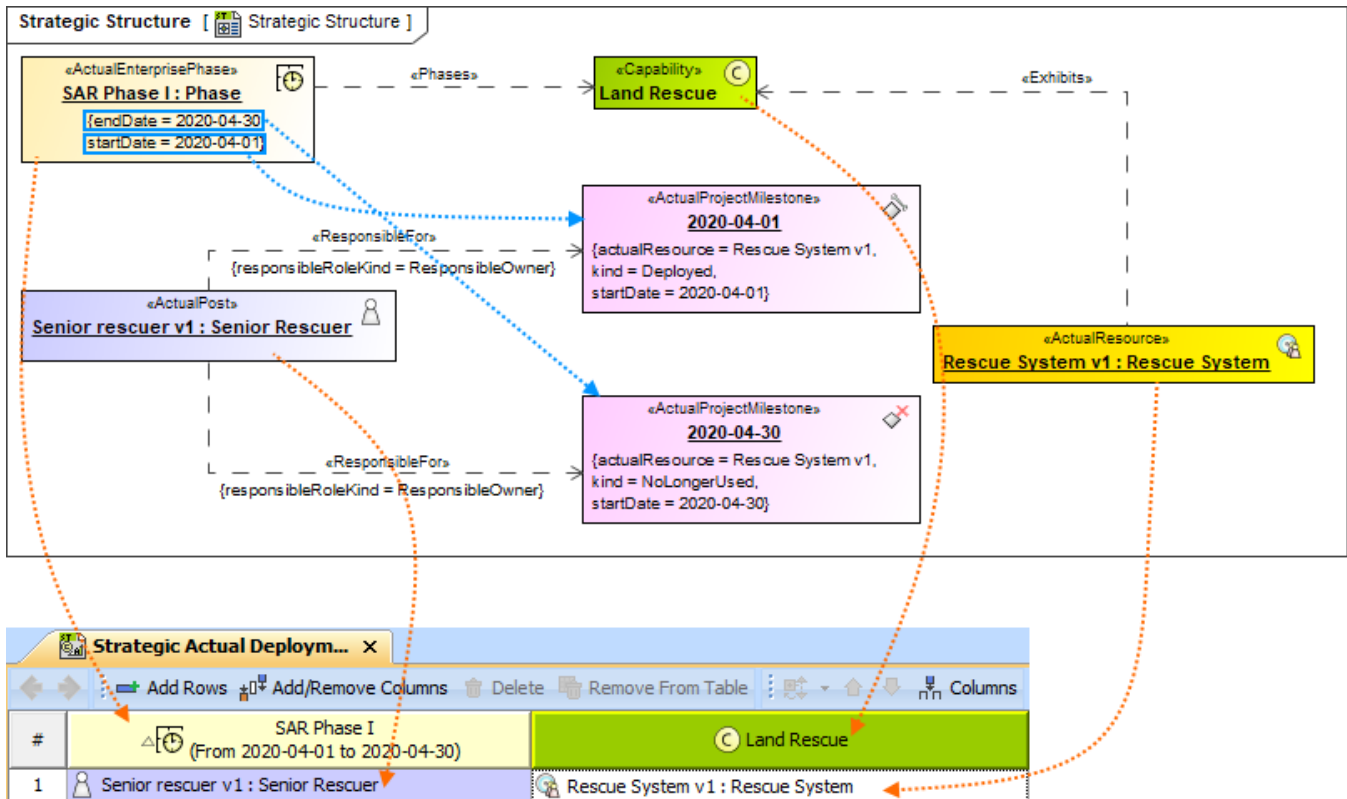 Strategic Structure [ Strategic Structure ]
«ActualEnterprisePhase»
SAR Phase I : Phase
{endDate = 2020-04-30
startDate = 2020-04-01}
«Phases»
«Capability»
C
Land Rescue
«Exhibits»
«ActualProjectMilestone»
2020-04-01
{actualResource = Rescue System v1,
kind = Deployed,
startDate = 2020-04-01}
«ResponsibleFor»
{responsibleRoleKind = ResponsibleOwner}
«ActualPost»
Senior rescuer v1 : Senior Rescuer
«ActualResource»
Rescue System v1 : Rescue System
«ActualProjectMilestone»
2020-04-30
{actualResource = Rescue System v1,
kind = NoLongerUsed,
startDate = 2020-04-30}
«ResponsibleFor»
{responsibleRoleKind = ResponsibleOwner}
Strategic Actual Deploym... X
Add Rows Add/Remove Columns Delete Remove From Table Columns
# SAR Phase I
(From 2020-04-01 to 2020-04-30)
C Land Rescue
1 Senior rescuer v1 : Senior Rescuer Rescue System v1 : Rescue System